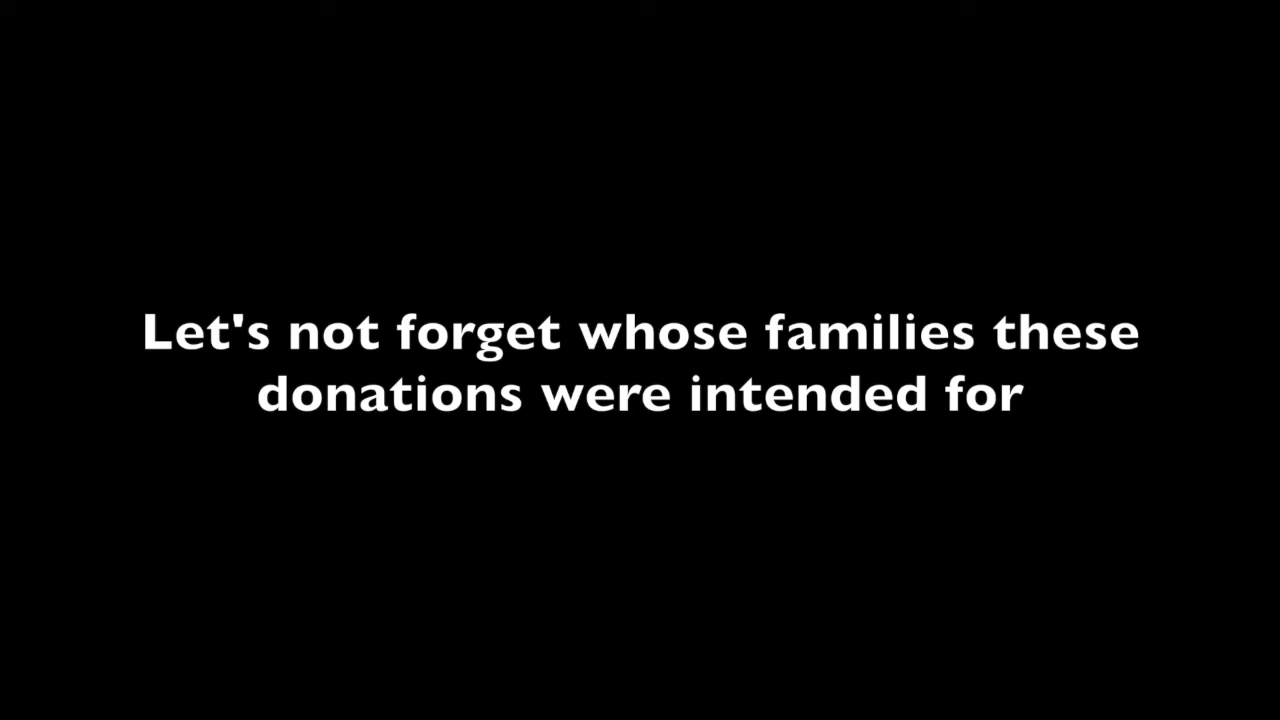 Let's not forget whose families these
donations were intended for